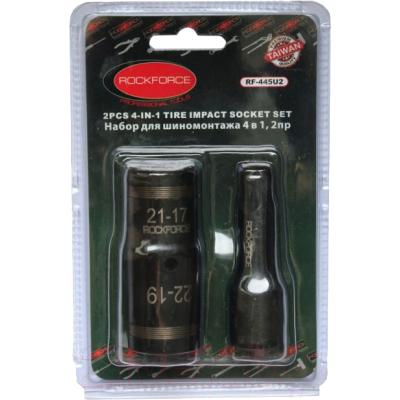 ROCKFORCE
PROFESSIONAL TOOLS
TAIWAN
RF-445U2
2PCS 4-IN-1 TIRE IMPACT SOCKET SET
Набор для шиномонтажа 4 в 1, 2пр
21-17
ROCKFORCE
22-19
ROCKFORCE